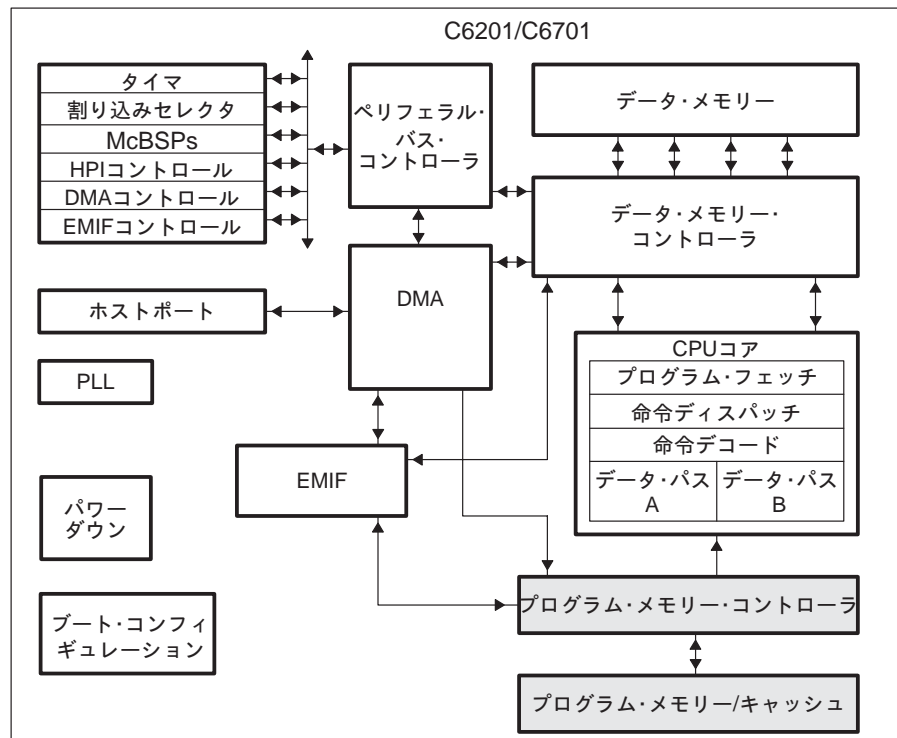 C6201/C6701
タイマ
割り込みセレクタ
McBSPs
HPIコントロール
DMAコントロール
EMIFコントロール
ペリフェラル・
バス・
コントローラ
データ・メモリー
データ・メモリー・
コントローラ
ホストポート
DMA
PLL
CPUコア
プログラム・フェッチ
命令ディスパッチ
命令デコード
データ・パス
A
データ・パス
B
EMIF
パワー
ダウン
プログラム・メモリー・コントローラ
ブート・コンフィ
ギュレーション
プログラム・メモリー/キャッシュ